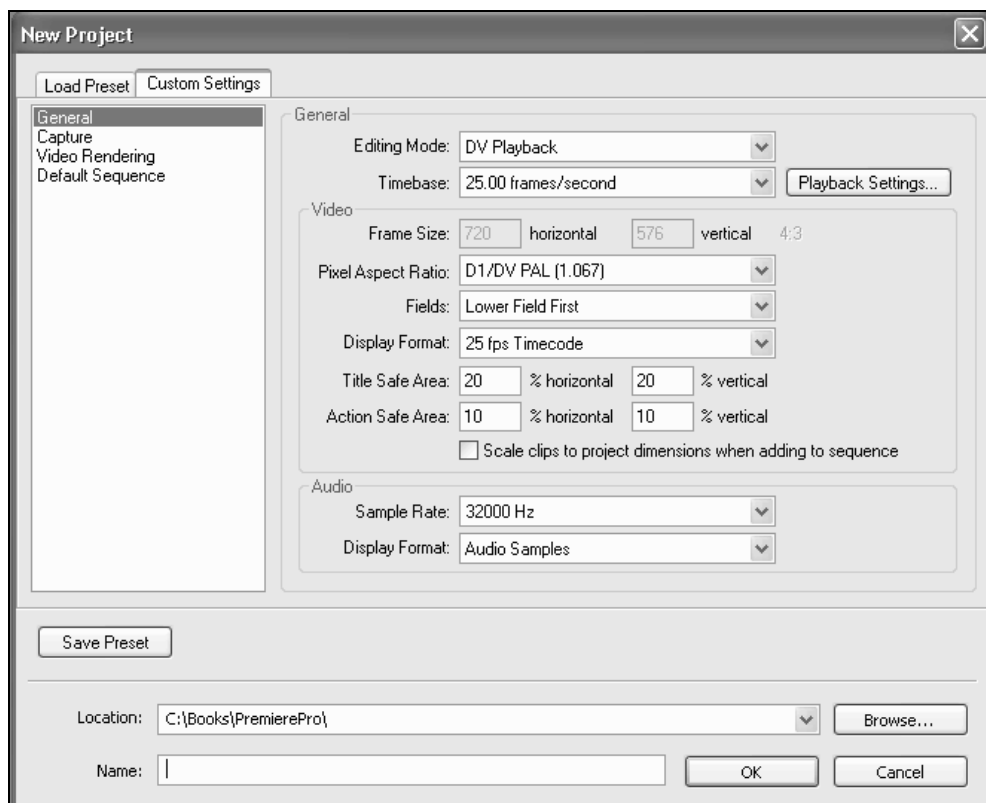 New Project
Load Preset Custom Settings
General
Capture
Video Rendering
Default Sequence
General
Editing Mode: DV Playback
Timebase: 25.00 frames/second Playback Settings...
Video
Frame Size: 720 horizontal 576 vertical 4:3
Pixel Aspect Ratio: D1/DV PAL (1.067)
Fields: Lower Field First
Display Format: 25 fps Timecode
Title Safe Area: 20 % horizontal 20 % vertical
Action Safe Area: 10 % horizontal 10 % vertical
Scale clips to project dimensions when adding to sequence
Audio
Sample Rate: 32000 Hz
Display Format: Audio Samples
Save Preset
Location: C:\Books\PremierePro\ Browse...
Name: OK Cancel